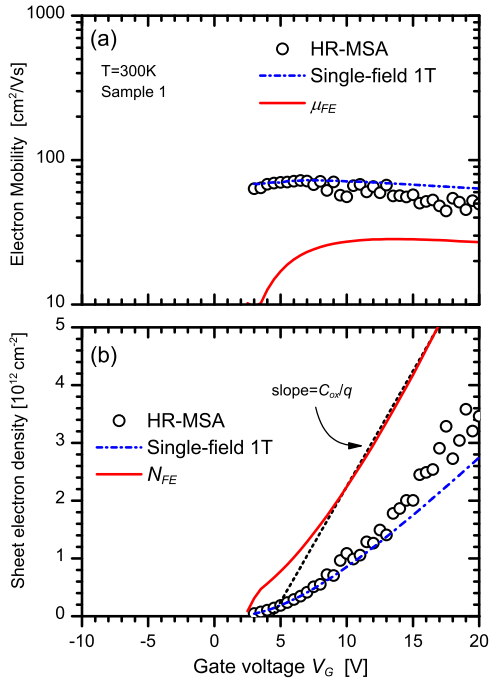 1000
(a)
HR-MSA
T=300K
Single-field 1T
Sample 1
μFE
100
10
Electron Mobility [cm²/Vs]
5
(b)
4
slope=Cox/q
HR-MSA
3
Single-field 1T
NFE
2
1
0
Sheet electron density [10¹² cm⁻²]
-10 -5 0 5 10 15 20
Gate voltage VG [V]